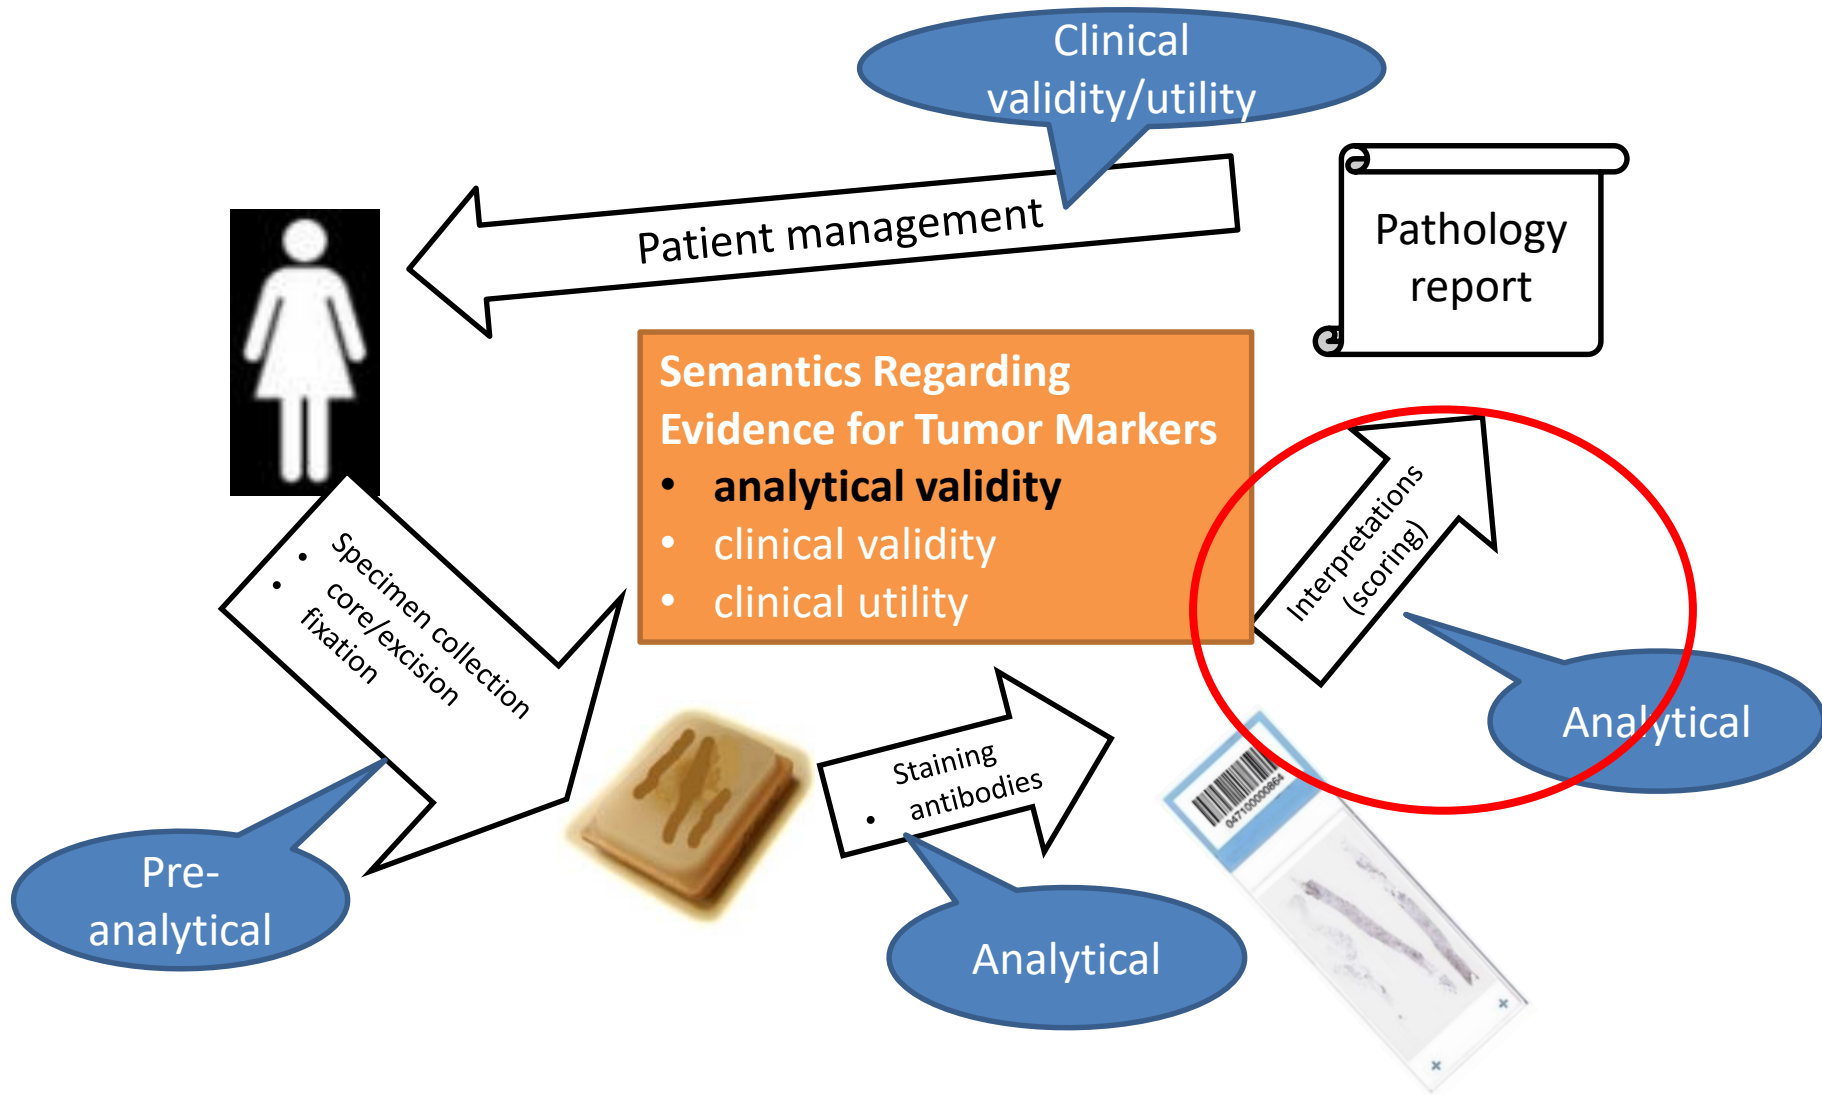 Clinical
validity/utility
Patient management
Pathology
report
Semantics Regarding
Evidence for Tumor Markers
• analytical validity
• clinical validity
• clinical utility
Specimen collection
• core/excision
• fixation
Interpretations
(scoring)
Analytical
Staining
• antibodies
047100000864
Pre-
analytical
Analytical